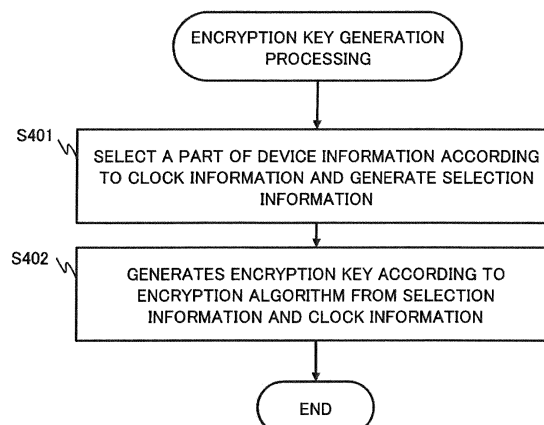 ENCRYPTION KEY GENERATION
PROCESSING
S401
SELECT A PART OF DEVICE INFORMATION ACCORDING
TO CLOCK INFORMATION AND GENERATE SELECTION
INFORMATION
S402
GENERATES ENCRYPTION KEY ACCORDING TO
ENCRYPTION ALGORITHM FROM SELECTION
INFORMATION AND CLOCK INFORMATION
END